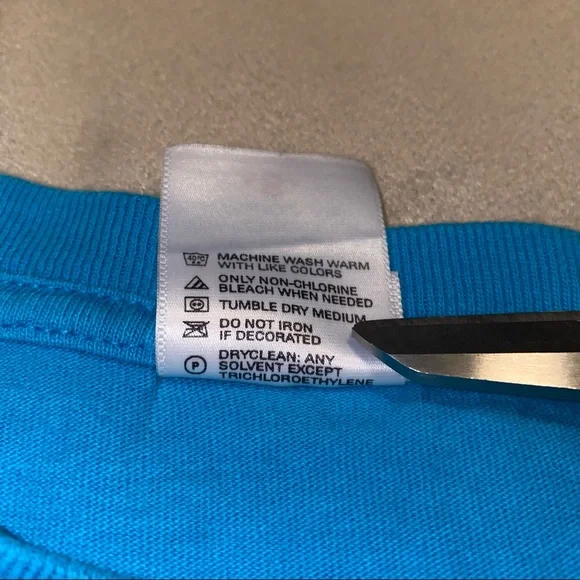 40°C MACHINE WASH WARM
WITH LIKE COLORS
ONLY NON-CHLORINE
BLEACH WHEN NEEDED
TUMBLE DRY MEDIUM
DO NOT IRON
IF DECORATED
P DRYCLEAN: ANY
SOLVENT EXCEPT
TRICHLOROETHYLENE